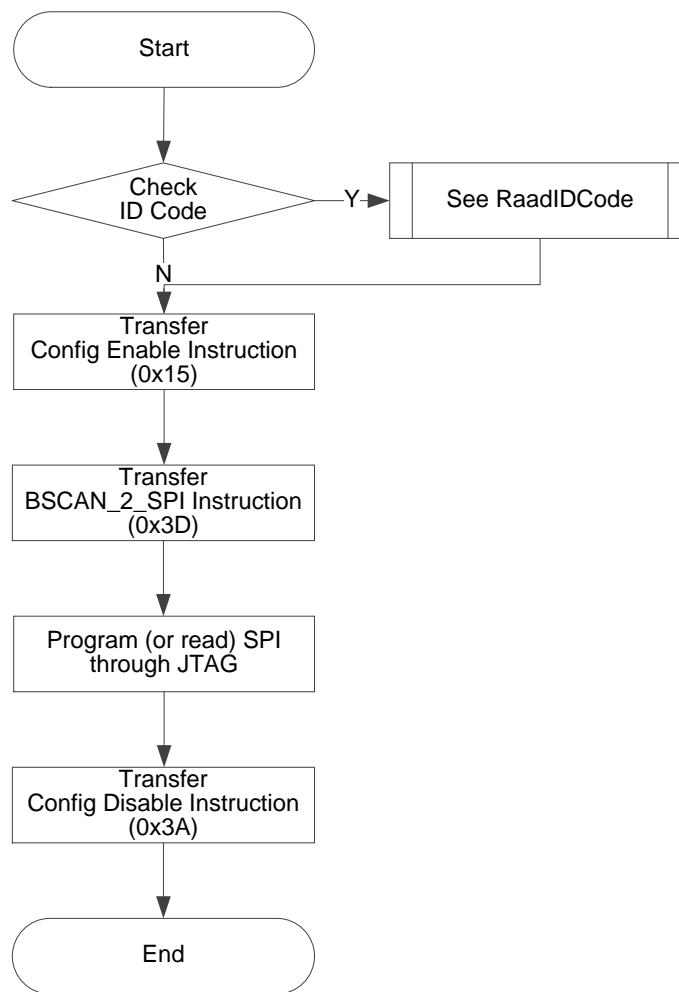 Start
Check
ID Code
Y
See RaadIDCode
N
Transfer
Config Enable Instruction
(0x15)
Transfer
BSCAN_2_SPI Instruction
(0x3D)
Program (or read) SPI
through JTAG
Transfer
Config Disable Instruction
(0x3A)
End